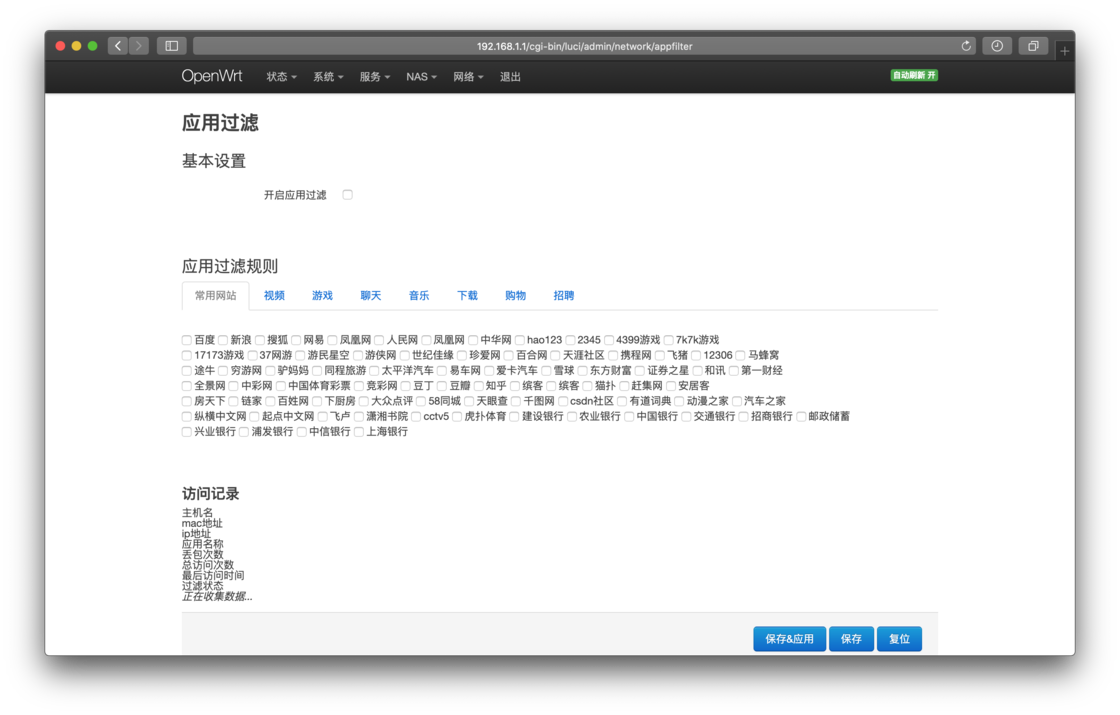 192.168.1.1/cgi-bin/luci/admin/network/appfilter
OpenWrt 状态 系统 服务 NAS 网络 退出 自动刷新 开
应用过滤
基本设置
开启应用过滤
应用过滤规则
常用网站 视频 游戏 聊天 音乐 下载 购物 招聘
百度 新浪 搜狐 网易 凤凰网 人民网 凤凰网 中华网 hao123 2345 4399游戏 7k7k游戏
17173游戏 37网游 游民星空 游侠网 世纪佳缘 珍爱网 百合网 天涯社区 携程网 飞猪 12306 马蜂窝
途牛 穷游网 驴妈妈 同程旅游 太平洋汽车 易车网 爱卡汽车 雪球 东方财富 证券之星 和讯 第一财经
全景网 中彩网 中国体育彩票 竞彩网 豆丁 豆瓣 知乎 缤客 缤客 猫扑 赶集网 安居客
房天下 链家 百姓网 下厨房 大众点评 58同城 天眼查 千图网 csdn社区 有道词典 动漫之家 汽车之家
纵横中文网 起点中文网 飞卢 潇湘书院 cctv5 虎扑体育 建设银行 农业银行 中国银行 交通银行 招商银行 邮政储蓄
兴业银行 浦发银行 中信银行 上海银行
访问记录
主机名
mac地址
ip地址
应用名称
丢包次数
总访问次数
最后访问时间
过滤状态
正在收集数据...
保存&应用 保存 复位